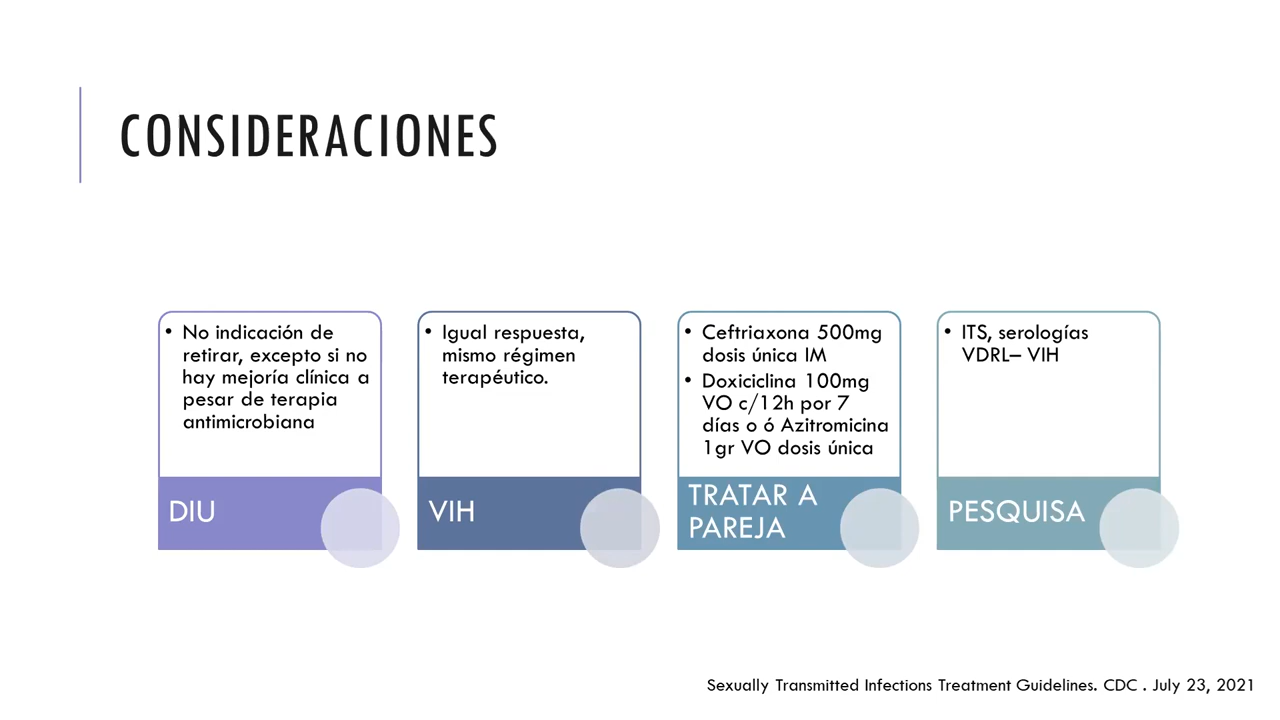 CONSIDERACIONES
• No indicación de
retirar, excepto si no
hay mejoría clínica a
pesar de terapia
antimicrobiana
DIU
• Igual respuesta,
mismo régimen
terapéutico.
VIH
• Ceftriaxona 500mg
dosis única IM
• Doxiciclina 100mg
VO c/12h por 7
días o ó Azitromicina
1gr VO dosis única
TRATAR A
PAREJA
• ITS, serologías
VDRL– VIH
PESQUISA
Sexually Transmitted Infections Treatment Guidelines. CDC . July 23, 2021